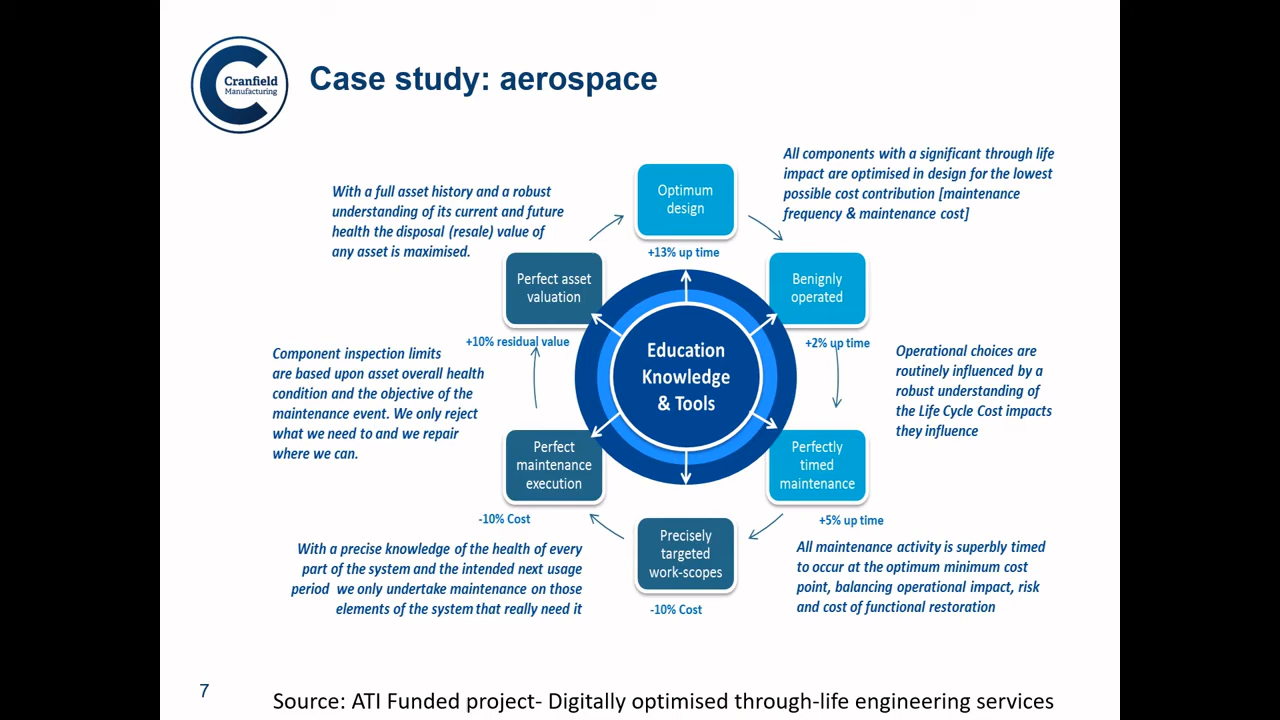 Cranfield
Manufacturing
Case study: aerospace
All components with a significant through life
impact are optimised in design for the lowest
possible cost contribution [maintenance
frequency & maintenance cost]
With a full asset history and a robust
understanding of its current and future
health the disposal (resale) value of
any asset is maximised.
Optimum
design
+13% up time
Perfect asset
valuation
+10% residual value
Benignly
operated
+2% up time
Education
Knowledge
& Tools
Component inspection limits
are based upon asset overall health
condition and the objective of the
maintenance event. We only reject
what we need to and we repair
where we can.
Operational choices are
routinely influenced by a
robust understanding of
the Life Cycle Cost impacts
they influence
Perfect
maintenance
execution
-10% Cost
Perfectly
timed
maintenance
+5% up time
Precisely
targeted
work-scopes
-10% Cost
With a precise knowledge of the health of every
part of the system and the intended next usage
period we only undertake maintenance on those
elements of the system that really need it
All maintenance activity is superbly timed
to occur at the optimum minimum cost
point, balancing operational impact, risk
and cost of functional restoration
7
Source: ATI Funded project- Digitally optimised through-life engineering services